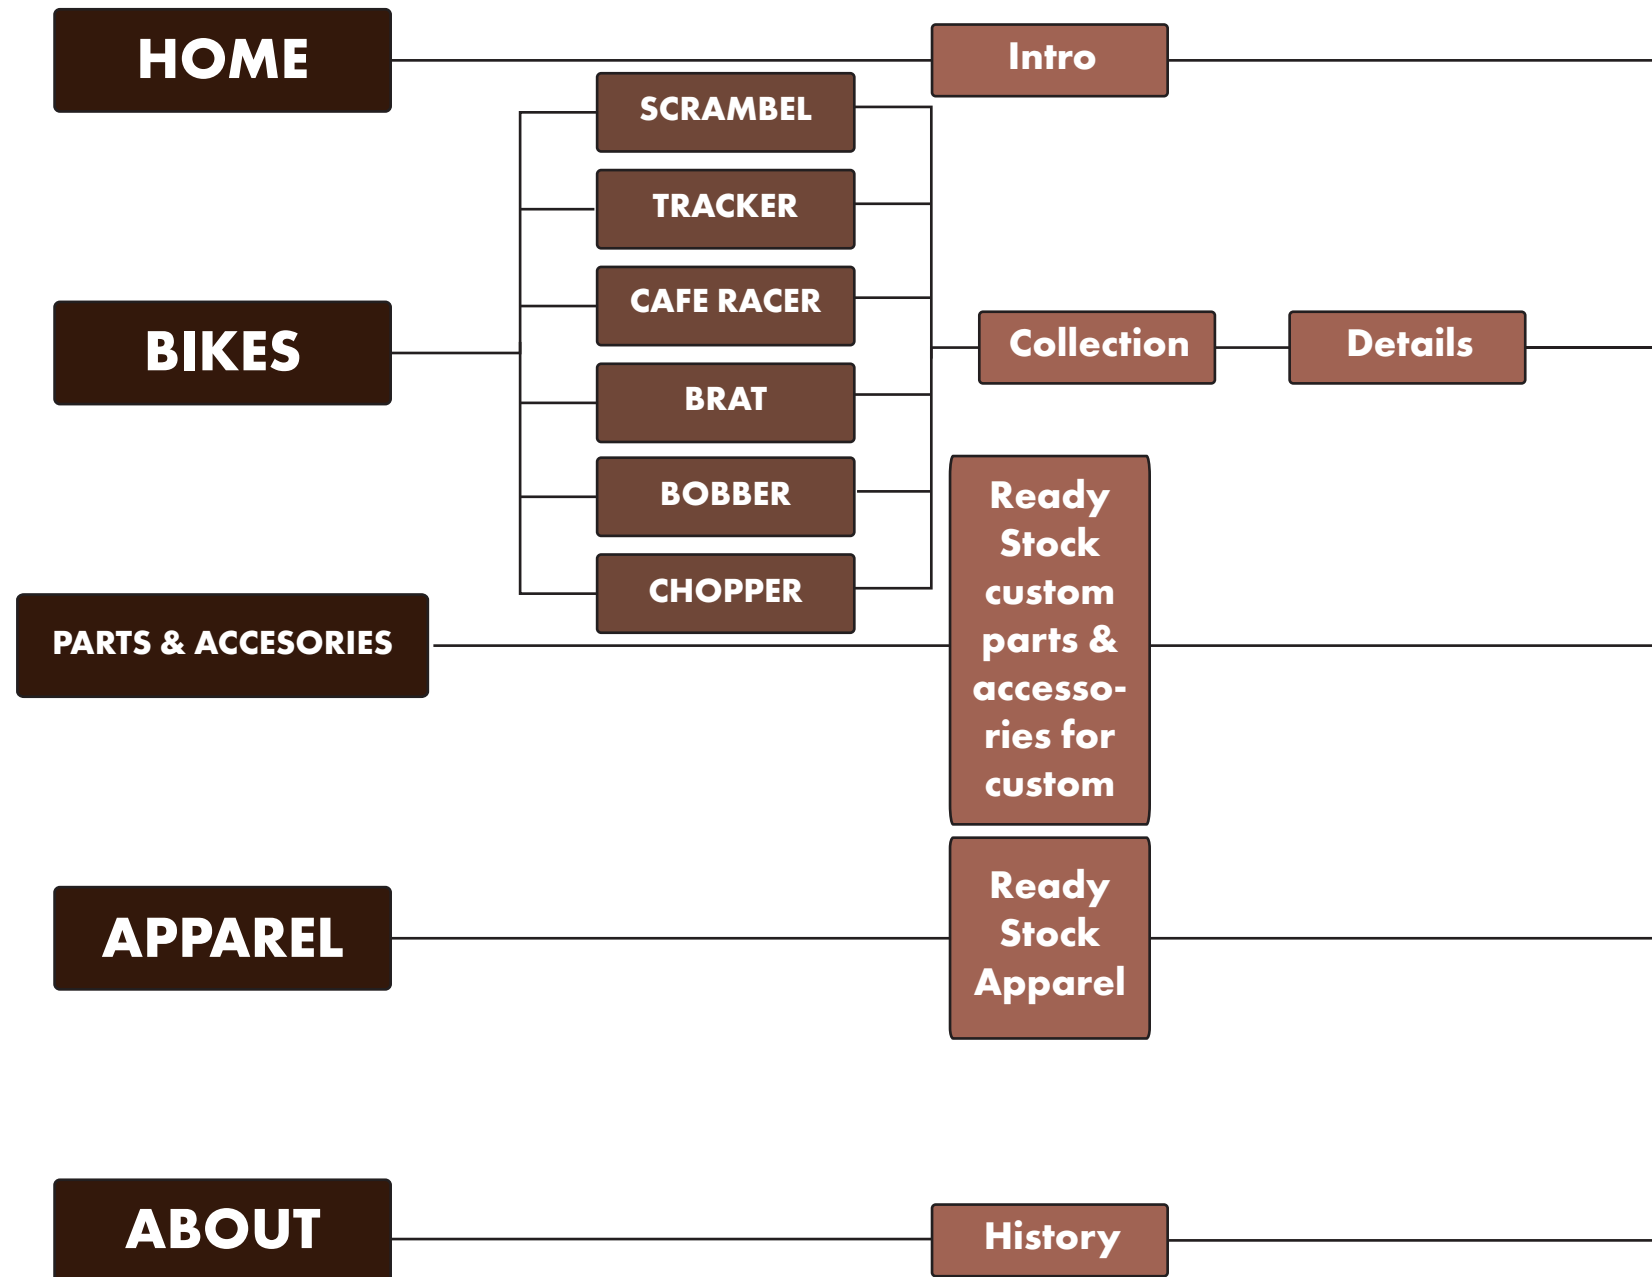 HOME
Intro
SCRAMBEL
TRACKER
CAFE RACER
BIKES
Collection
Details
BRAT
BOBBER
CHOPPER
PARTS & ACCESORIES
Ready
Stock
custom
parts &
accesso-
ries for
custom
APPAREL
Ready
Stock
Apparel
ABOUT
History